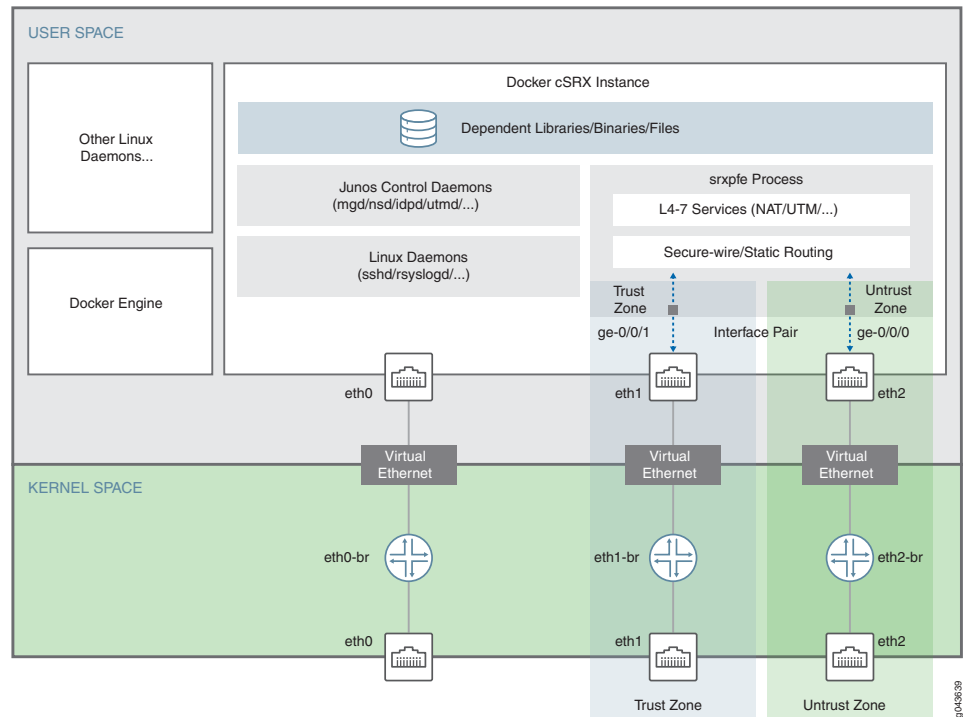 USER SPACE
Other Linux
Daemons...
Docker Engine
Docker cSRX Instance
Dependent Libraries/Binaries/Files
Junos Control Daemons
(mgd/nsd/idpd/utmd/...)
Linux Daemons
(sshd/rsyslogd/...)
srxpfe Process
L4-7 Services (NAT/UTM/...)
Secure-wire/Static Routing
Trust
Zone
Untrust
Zone
ge-0/0/1
Interface Pair
ge-0/0/0
eth0
eth1
eth2
Virtual
Ethernet
Virtual
Ethernet
Virtual
Ethernet
KERNEL SPACE
eth0-br
eth1-br
eth2-br
eth0
eth1
eth2
Trust Zone
Untrust Zone
g043639